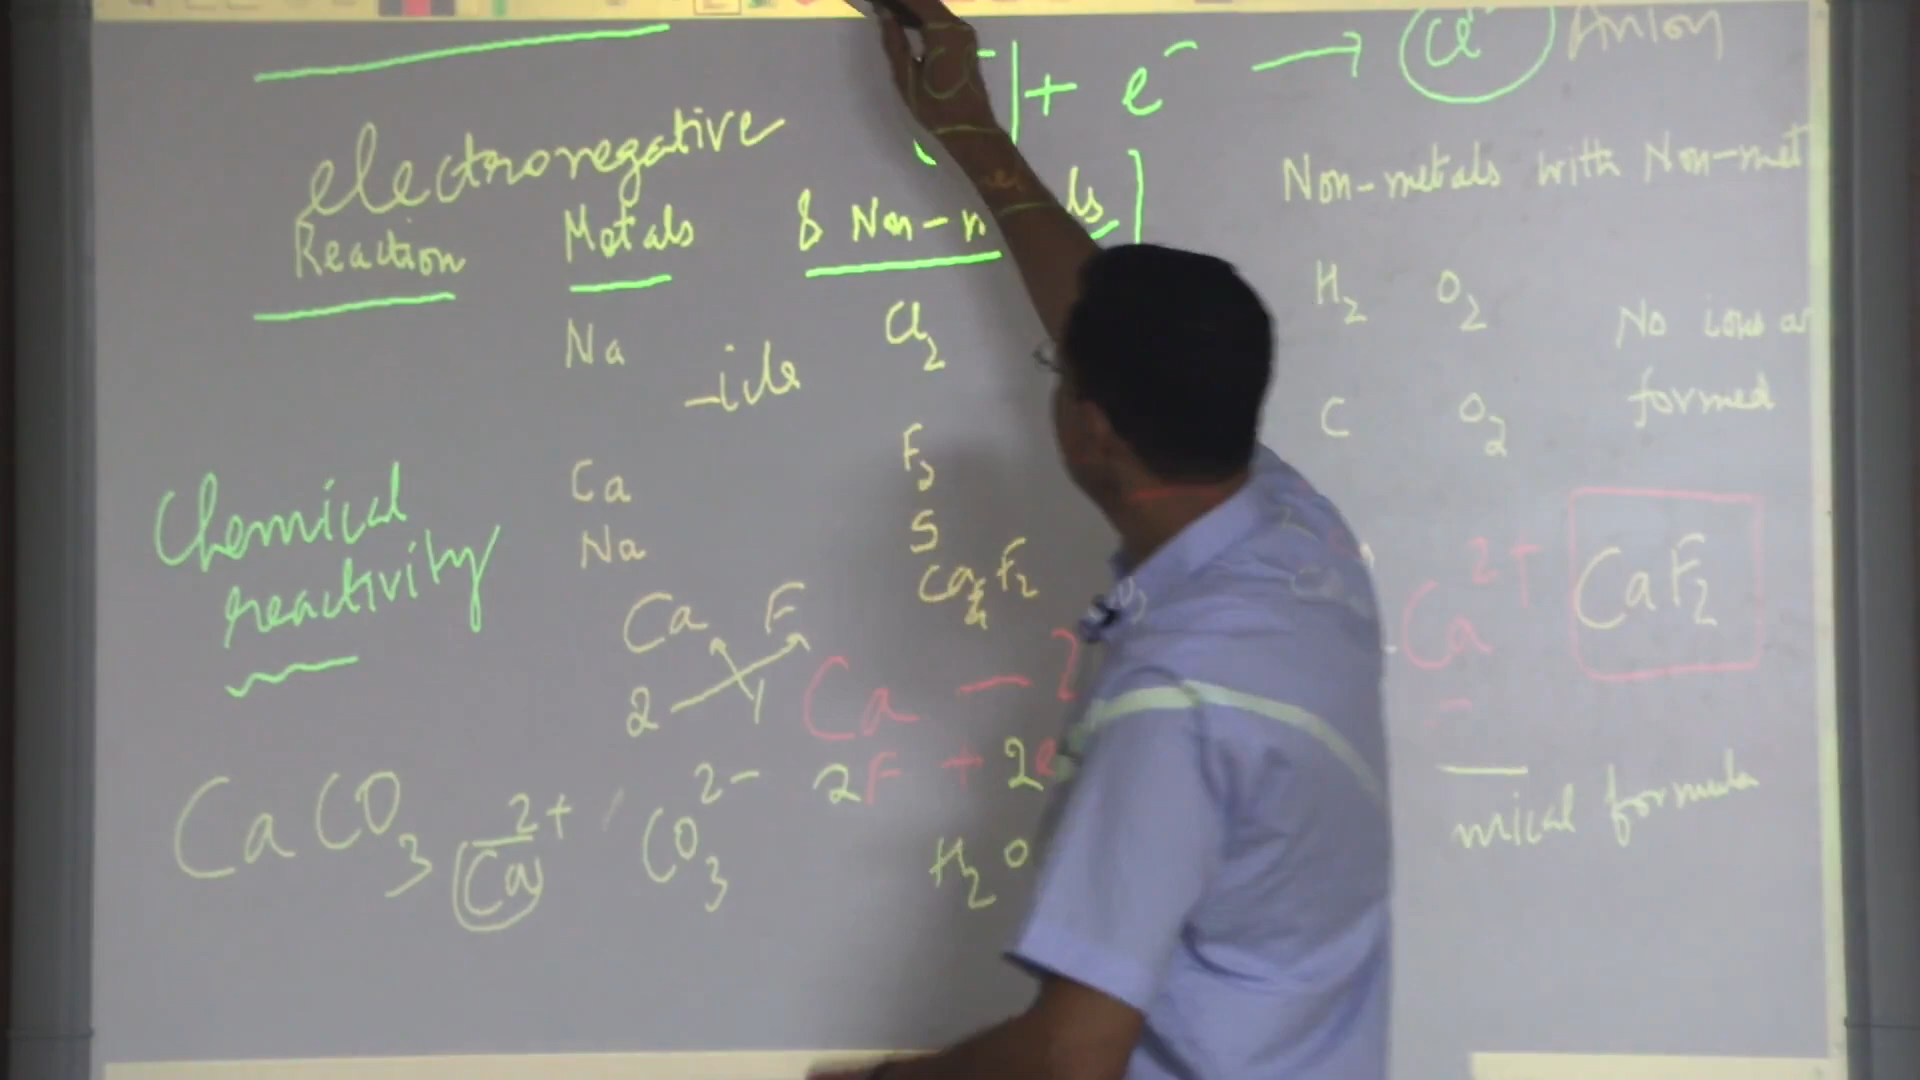 Cl + e⁻ → Cl⁻ Anion
electronegative
Reaction Metals & Non-
Non-metals with Non-met
Na -ide Cl₂
H₂ O₂
No ions ar
formed
C O₂
Ca F₂
Na S
Chemical
reactivity
Ca F
2 1
F₂
Ca -
Ca²⁺
CaF₂
2F + 2e
CaCO₃ Ca²⁺ CO₃²⁻
H₂O
mical formula